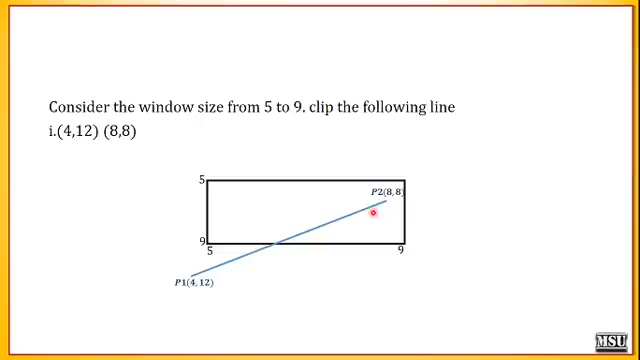 Consider the window size from 5 to 9. clip the following line
i.(4,12) (8,8)
5
P2(8,8)
9
5
9
P1(4,12)
MSU